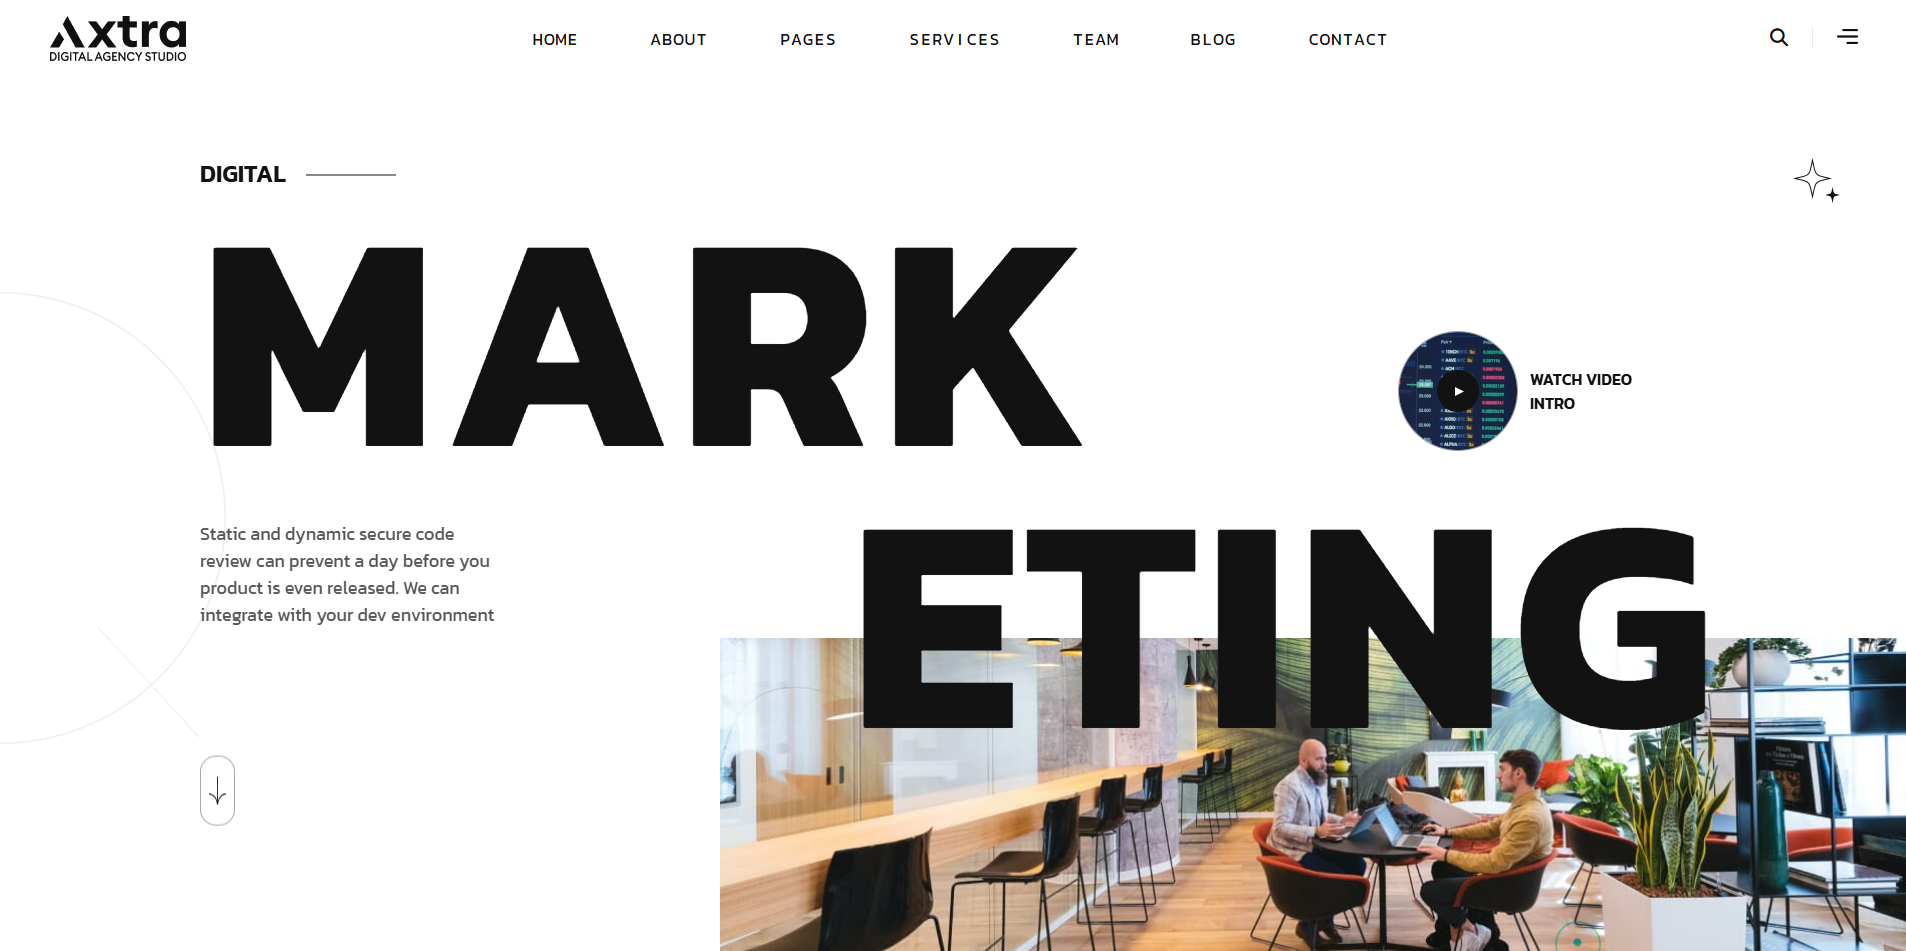 Axtra
DIGITAL AGENCY STUDIO
HOME ABOUT PAGES SERVICES TEAM BLOG CONTACT
DIGITAL
MARK
WATCH VIDEO
INTRO
Static and dynamic secure code
review can prevent a day before you
product is even released. We can
integrate with your dev environment
ETING